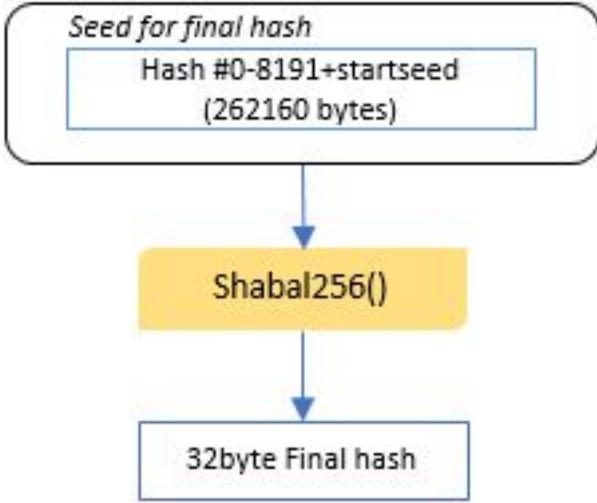 Seed for final hash
Hash #0-8191+startseed
(262160 bytes)
Shabal256()
32byte Final hash